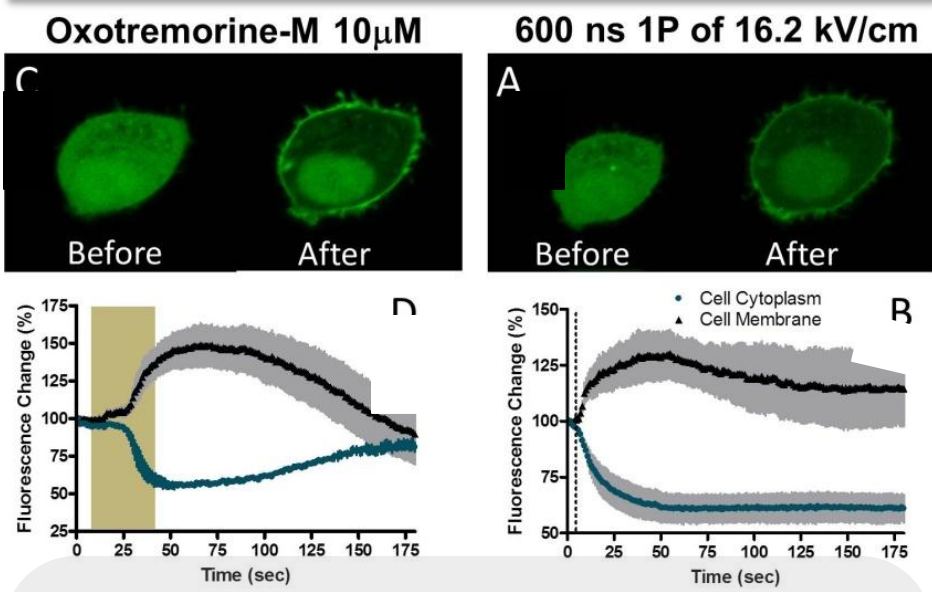 Oxotremorine-M 10μM
600 ns 1P of 16.2 kV/cm
C
Before
After
A
Before
After
D
Fluorescence Change (%)
175
150
125
100
75
50
25
0
25
50
75
100
125
150
175
Time (sec)
B
Cell Cytoplasm
Cell Membrane
Fluorescence Change (%)
150
125
100
75
50
0
25
50
75
100
125
150
175
Time (sec)